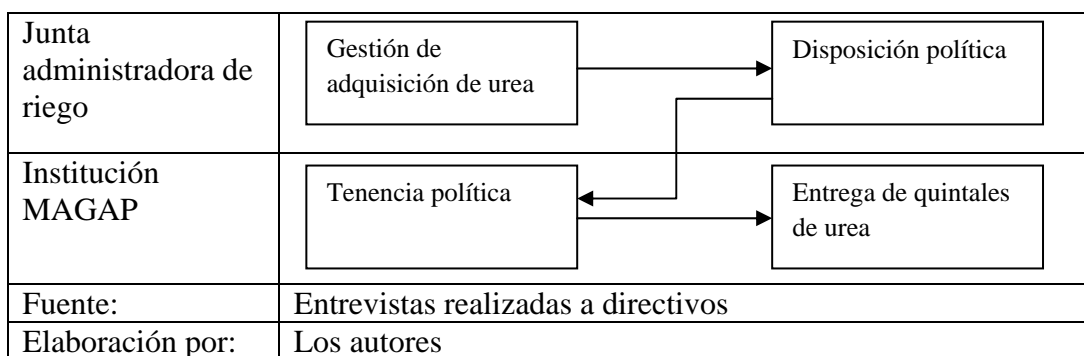 Junta
administradora de
riego
Gestión de
adquisición de urea
Disposición política
Institución
MAGAP
Tenencia política
Entrega de quintales
de urea
Fuente:
Entrevistas realizadas a directivos
Elaboración por:
Los autores